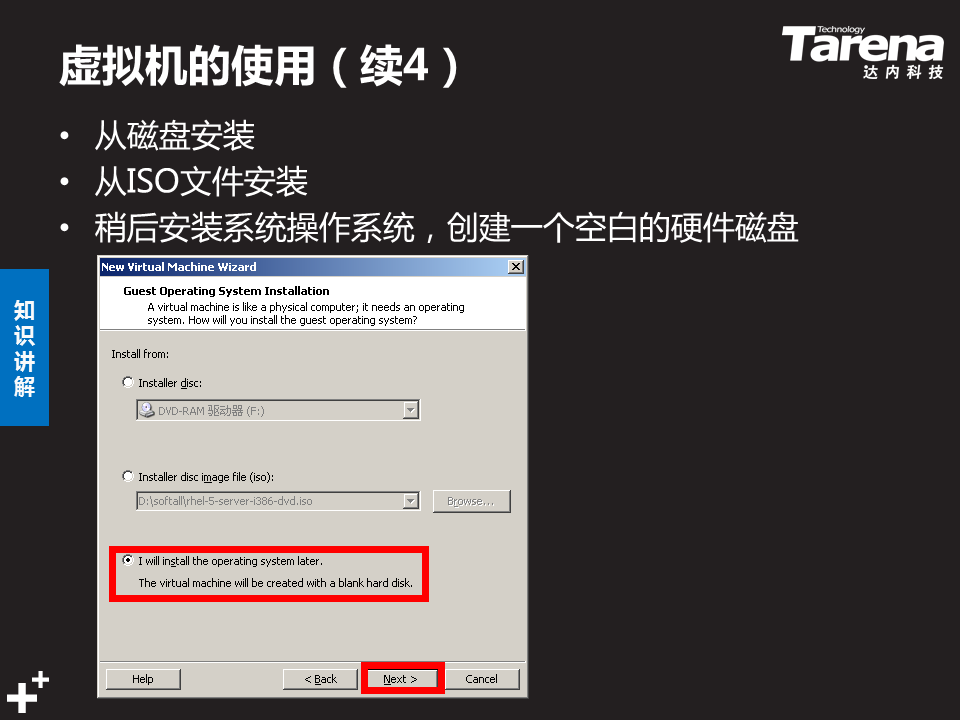 虚拟机的使用（续4）
Technology
Tarena
达内科技
• 从磁盘安装
• 从ISO文件安装
• 稍后安装系统操作系统，创建一个空白的硬件磁盘
知识讲解
New Virtual Machine Wizard
Guest Operating System Installation
A virtual machine is like a physical computer; it needs an operating
system. How will you install the guest operating system?
Install from:
Installer disc:
DVD-RAM 驱动器 (F:)
Installer disc image file (iso):
D:\softall\rhel-5-server-i386-dvd.iso
Browse...
I will install the operating system later.
The virtual machine will be created with a blank hard disk.
Help
< Back
Next >
Cancel